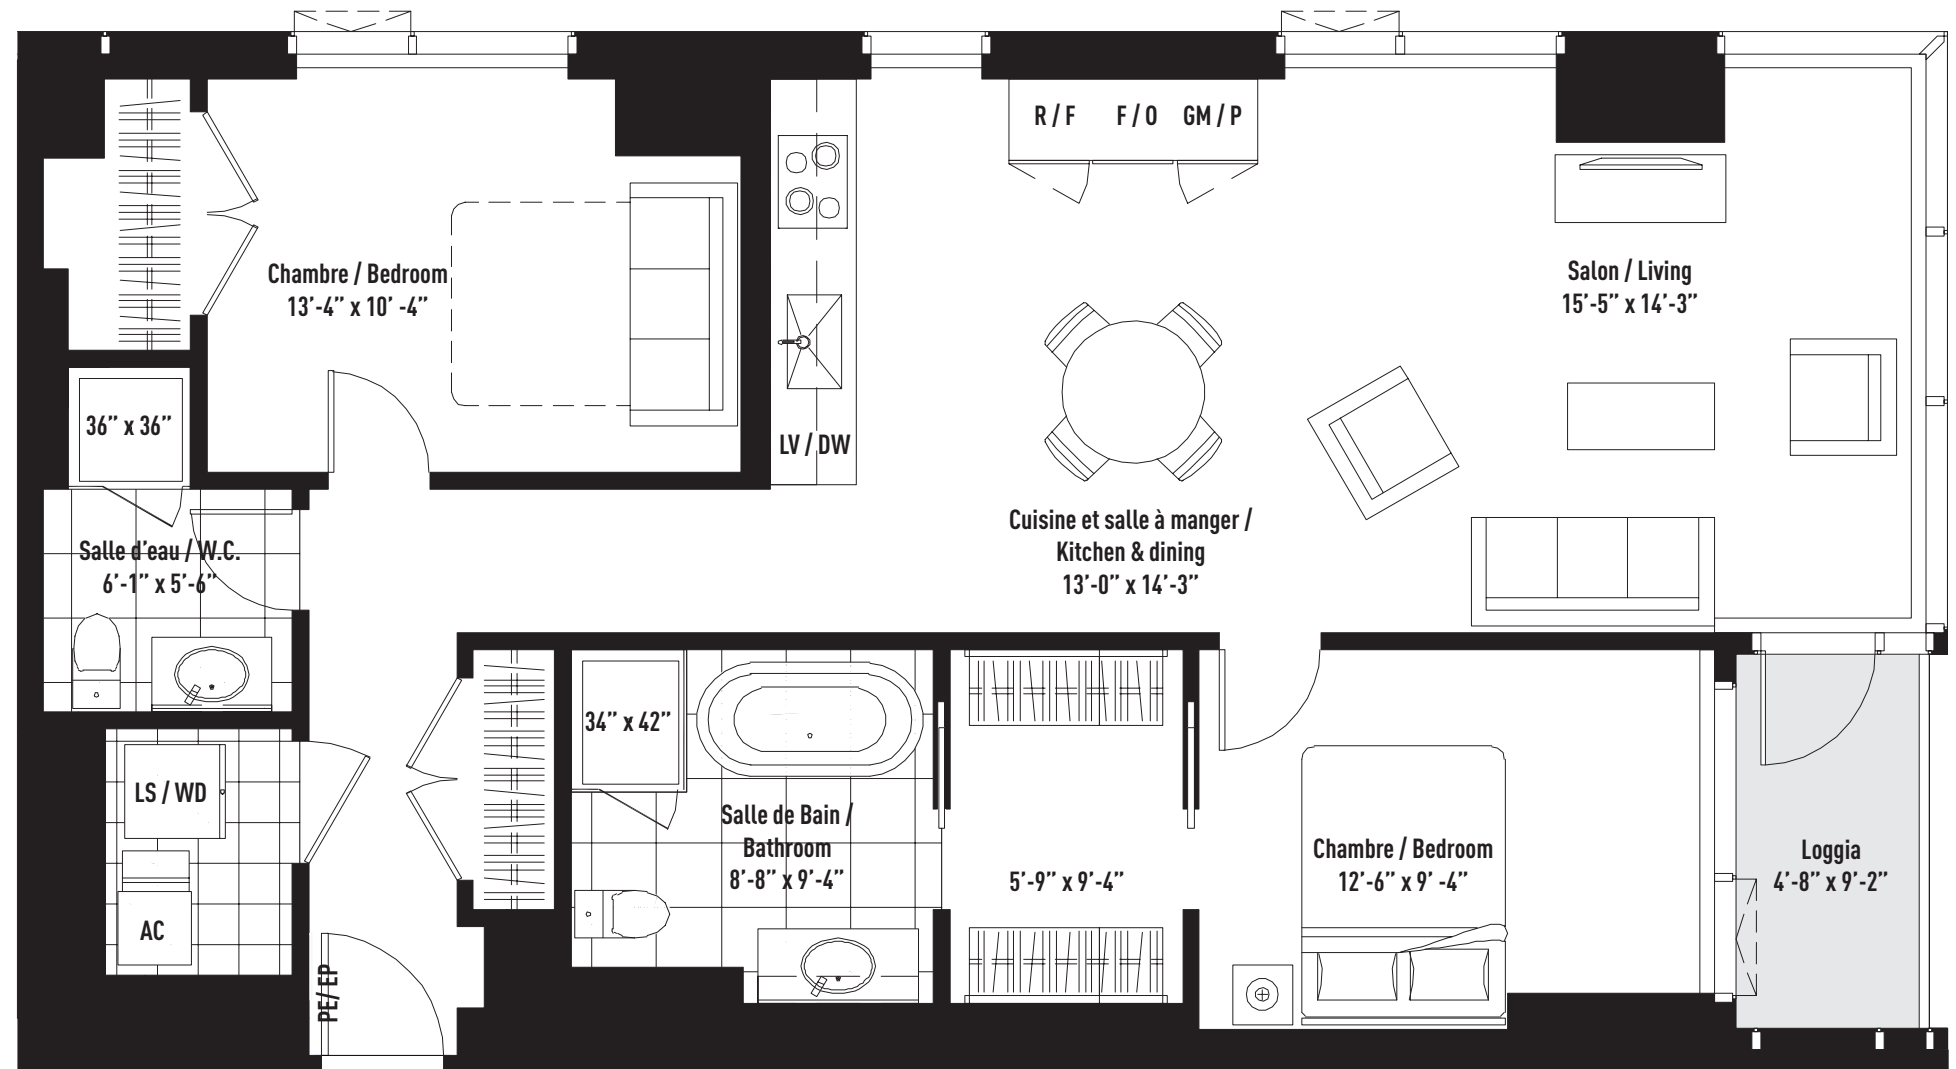 R / F F / O GM / P
Chambre / Bedroom
13’-4” x 10’ -4”
Salon / Living
15’-5” x 14’-3”
36” x 36”
LV / DW
Cuisine et salle à manger /
Kitchen & dining
13’-0” x 14’-3”
Salle d’eau / W.C.
6’-1” x 5’-6”
34” x 42”
LS / WD
Salle de Bain /
Bathroom
8’-8” x 9’-4”
5’-9” x 9’-4”
Chambre / Bedroom
12’-6” x 9’ -4”
Loggia
4’-8” x 9’-2”
AC
PE/ EP